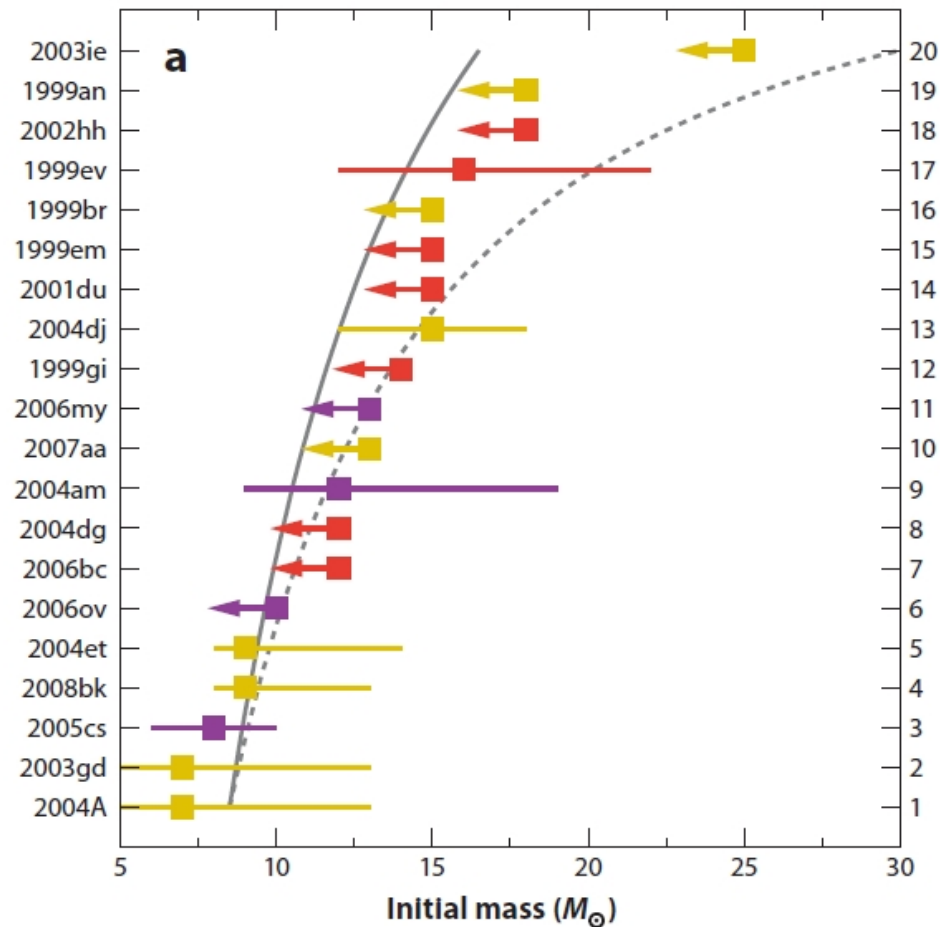 a
2003ie 20
1999an 19
2002hh 18
1999ev 17
1999br 16
1999em 15
2001du 14
2004dj 13
1999gi 12
2006my 11
2007aa 10
2004am 9
2004dg 8
2006bc 7
2006ov 6
2004et 5
2008bk 4
2005cs 3
2003gd 2
2004A 1
5 10 15 20 25 30
Initial mass (M⊙)